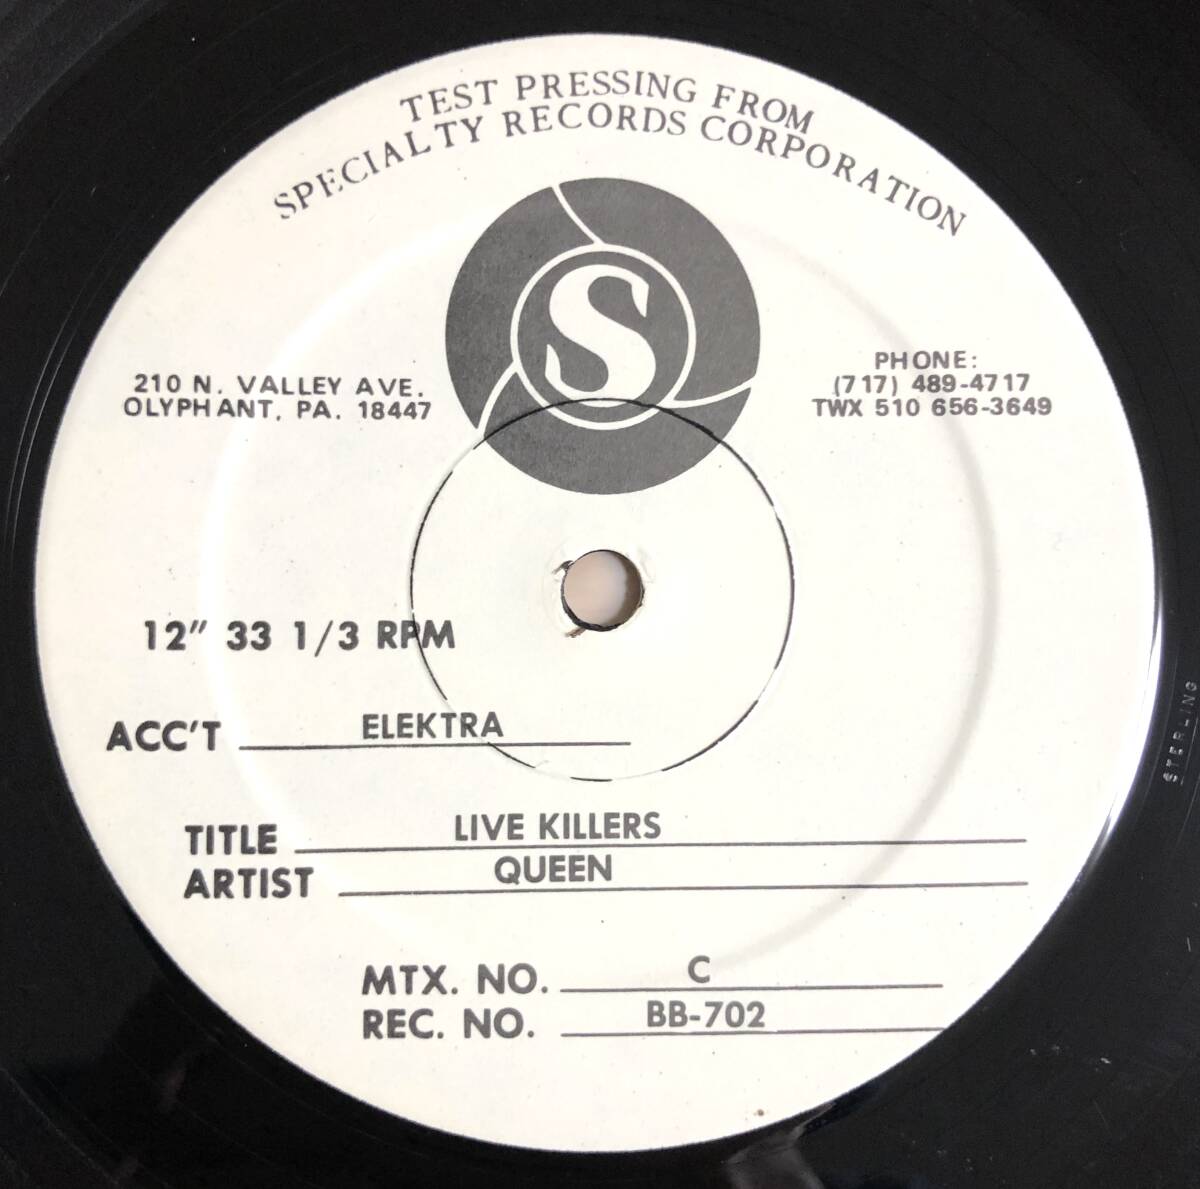 TEST PRESSING FROM
SPECIALTY RECORDS CORPORATION
S
210 N. VALLEY AVE.
OLYPHANT, PA. 18447
PHONE:
(717) 489-4717
TWX 510 656-3649
12" 33 1/3 RPM
ACC'T ELEKTRA
TITLE LIVE KILLERS
ARTIST QUEEN
MTX. NO. C
REC. NO. BB-702
STERLING